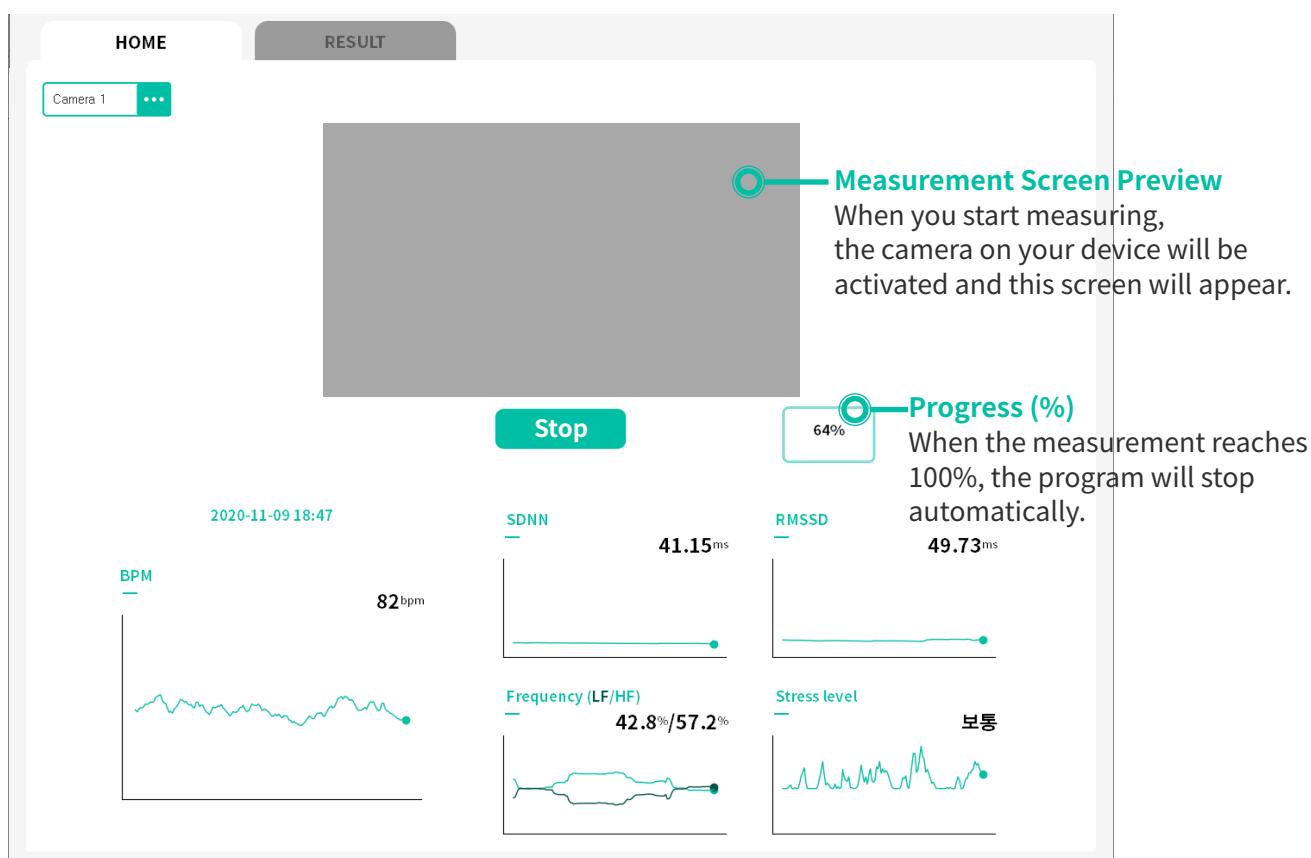 HOME
RESULT
Camera 1
Measurement Screen Preview
When you start measuring,
the camera on your device will be
activated and this screen will appear.
Stop
64%
Progress (%)
When the measurement reaches
100%, the program will stop
automatically.
2020-11-09 18:47
BPM
82bpm
SDNN
41.15ms
RMSSD
49.73ms
Frequency (LF/HF)
42.8%/57.2%
Stress level
보통